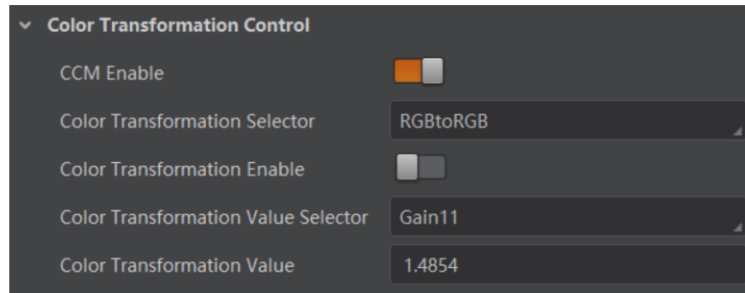 Color Transformation Control
CCM Enable
Color Transformation Selector RGBtoRGB
Color Transformation Enable
Color Transformation Value Selector Gain11
Color Transformation Value 1.4854